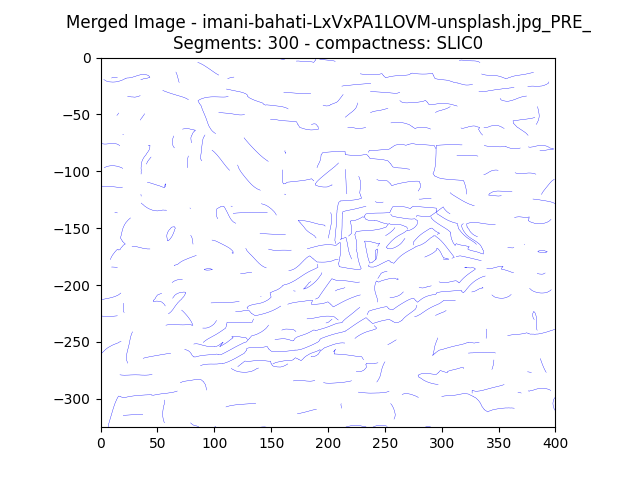 Merged Image - imani-bahati-LxVxPA1LOVM-unsplash.jpg_PRE_
Segments: 300 - compactness: SLIC0
0
−50
−100
−150
−200
−250
−300
0 50 100 150 200 250 300 350 400